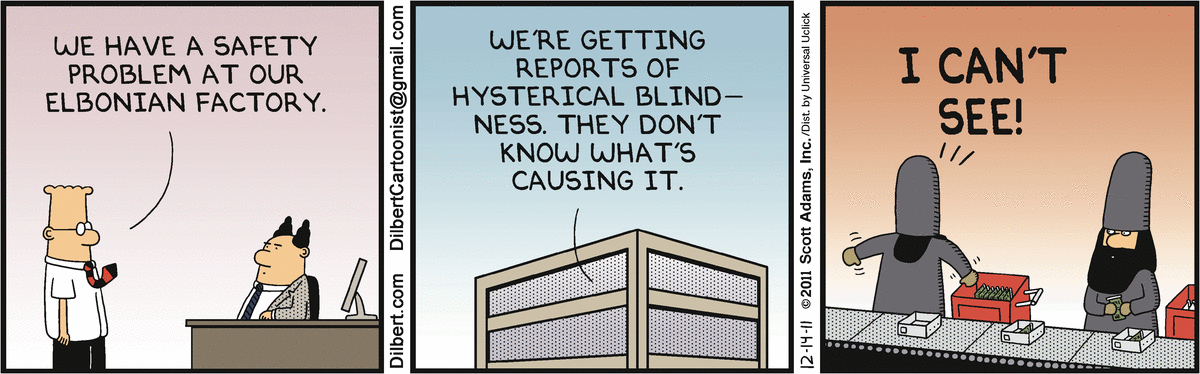 WE HAVE A SAFETY
PROBLEM AT OUR
ELBONIAN FACTORY.
Dilbert.com DilbertCartoonist@gmail.com
WE'RE GETTING
REPORTS OF
HYSTERICAL BLIND-
NESS. THEY DON'T
KNOW WHAT'S
CAUSING IT.
12-14-11 ©2011 Scott Adams, Inc./Dist. by Universal Uclick
I CAN'T
SEE!